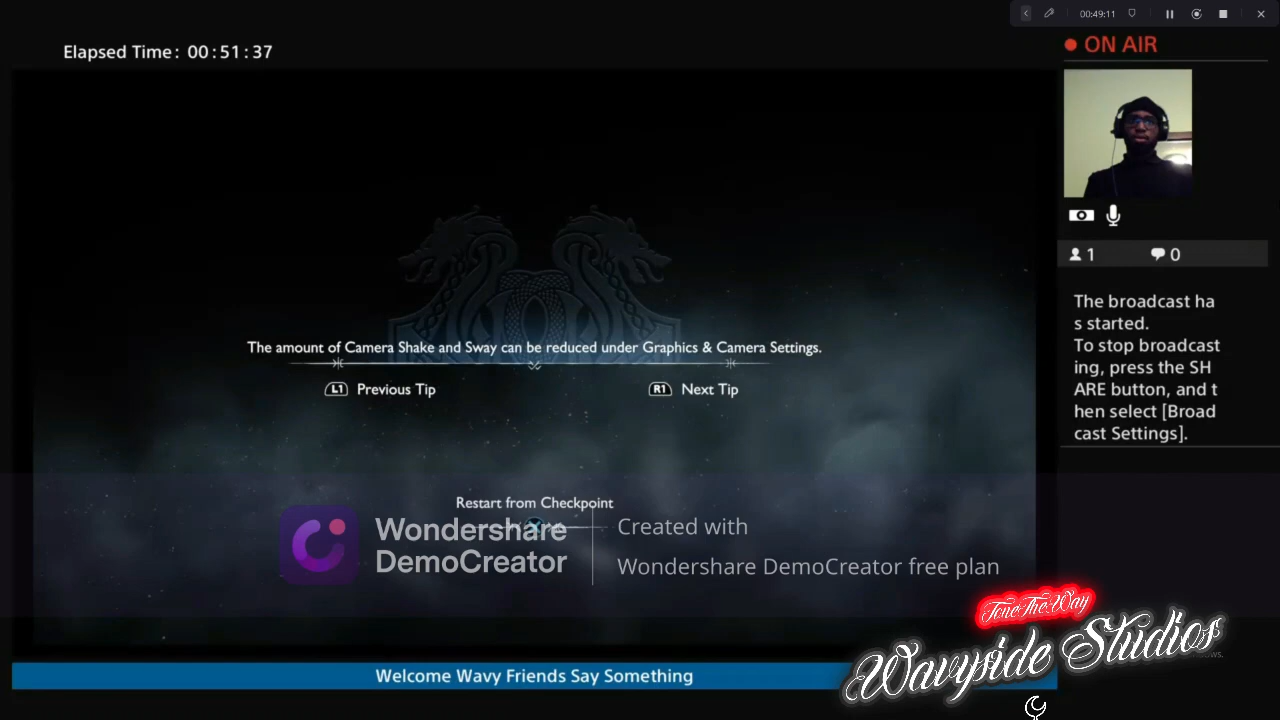 00:49:11
Elapsed Time: 00:51:37
ON AIR
1
0
The broadcast ha
s started.
To stop broadcast
ing, press the SH
ARE button, and t
hen select [Broad
cast Settings].
The amount of Camera Shake and Sway can be reduced under Graphics & Camera Settings.
L1 Previous Tip
R1 Next Tip
Restart from Checkpoint
Wondershare
DemoCreator
Created with
Wondershare DemoCreator free plan
Tone The Way
Wavyside Studios
Welcome Wavy Friends Say Something